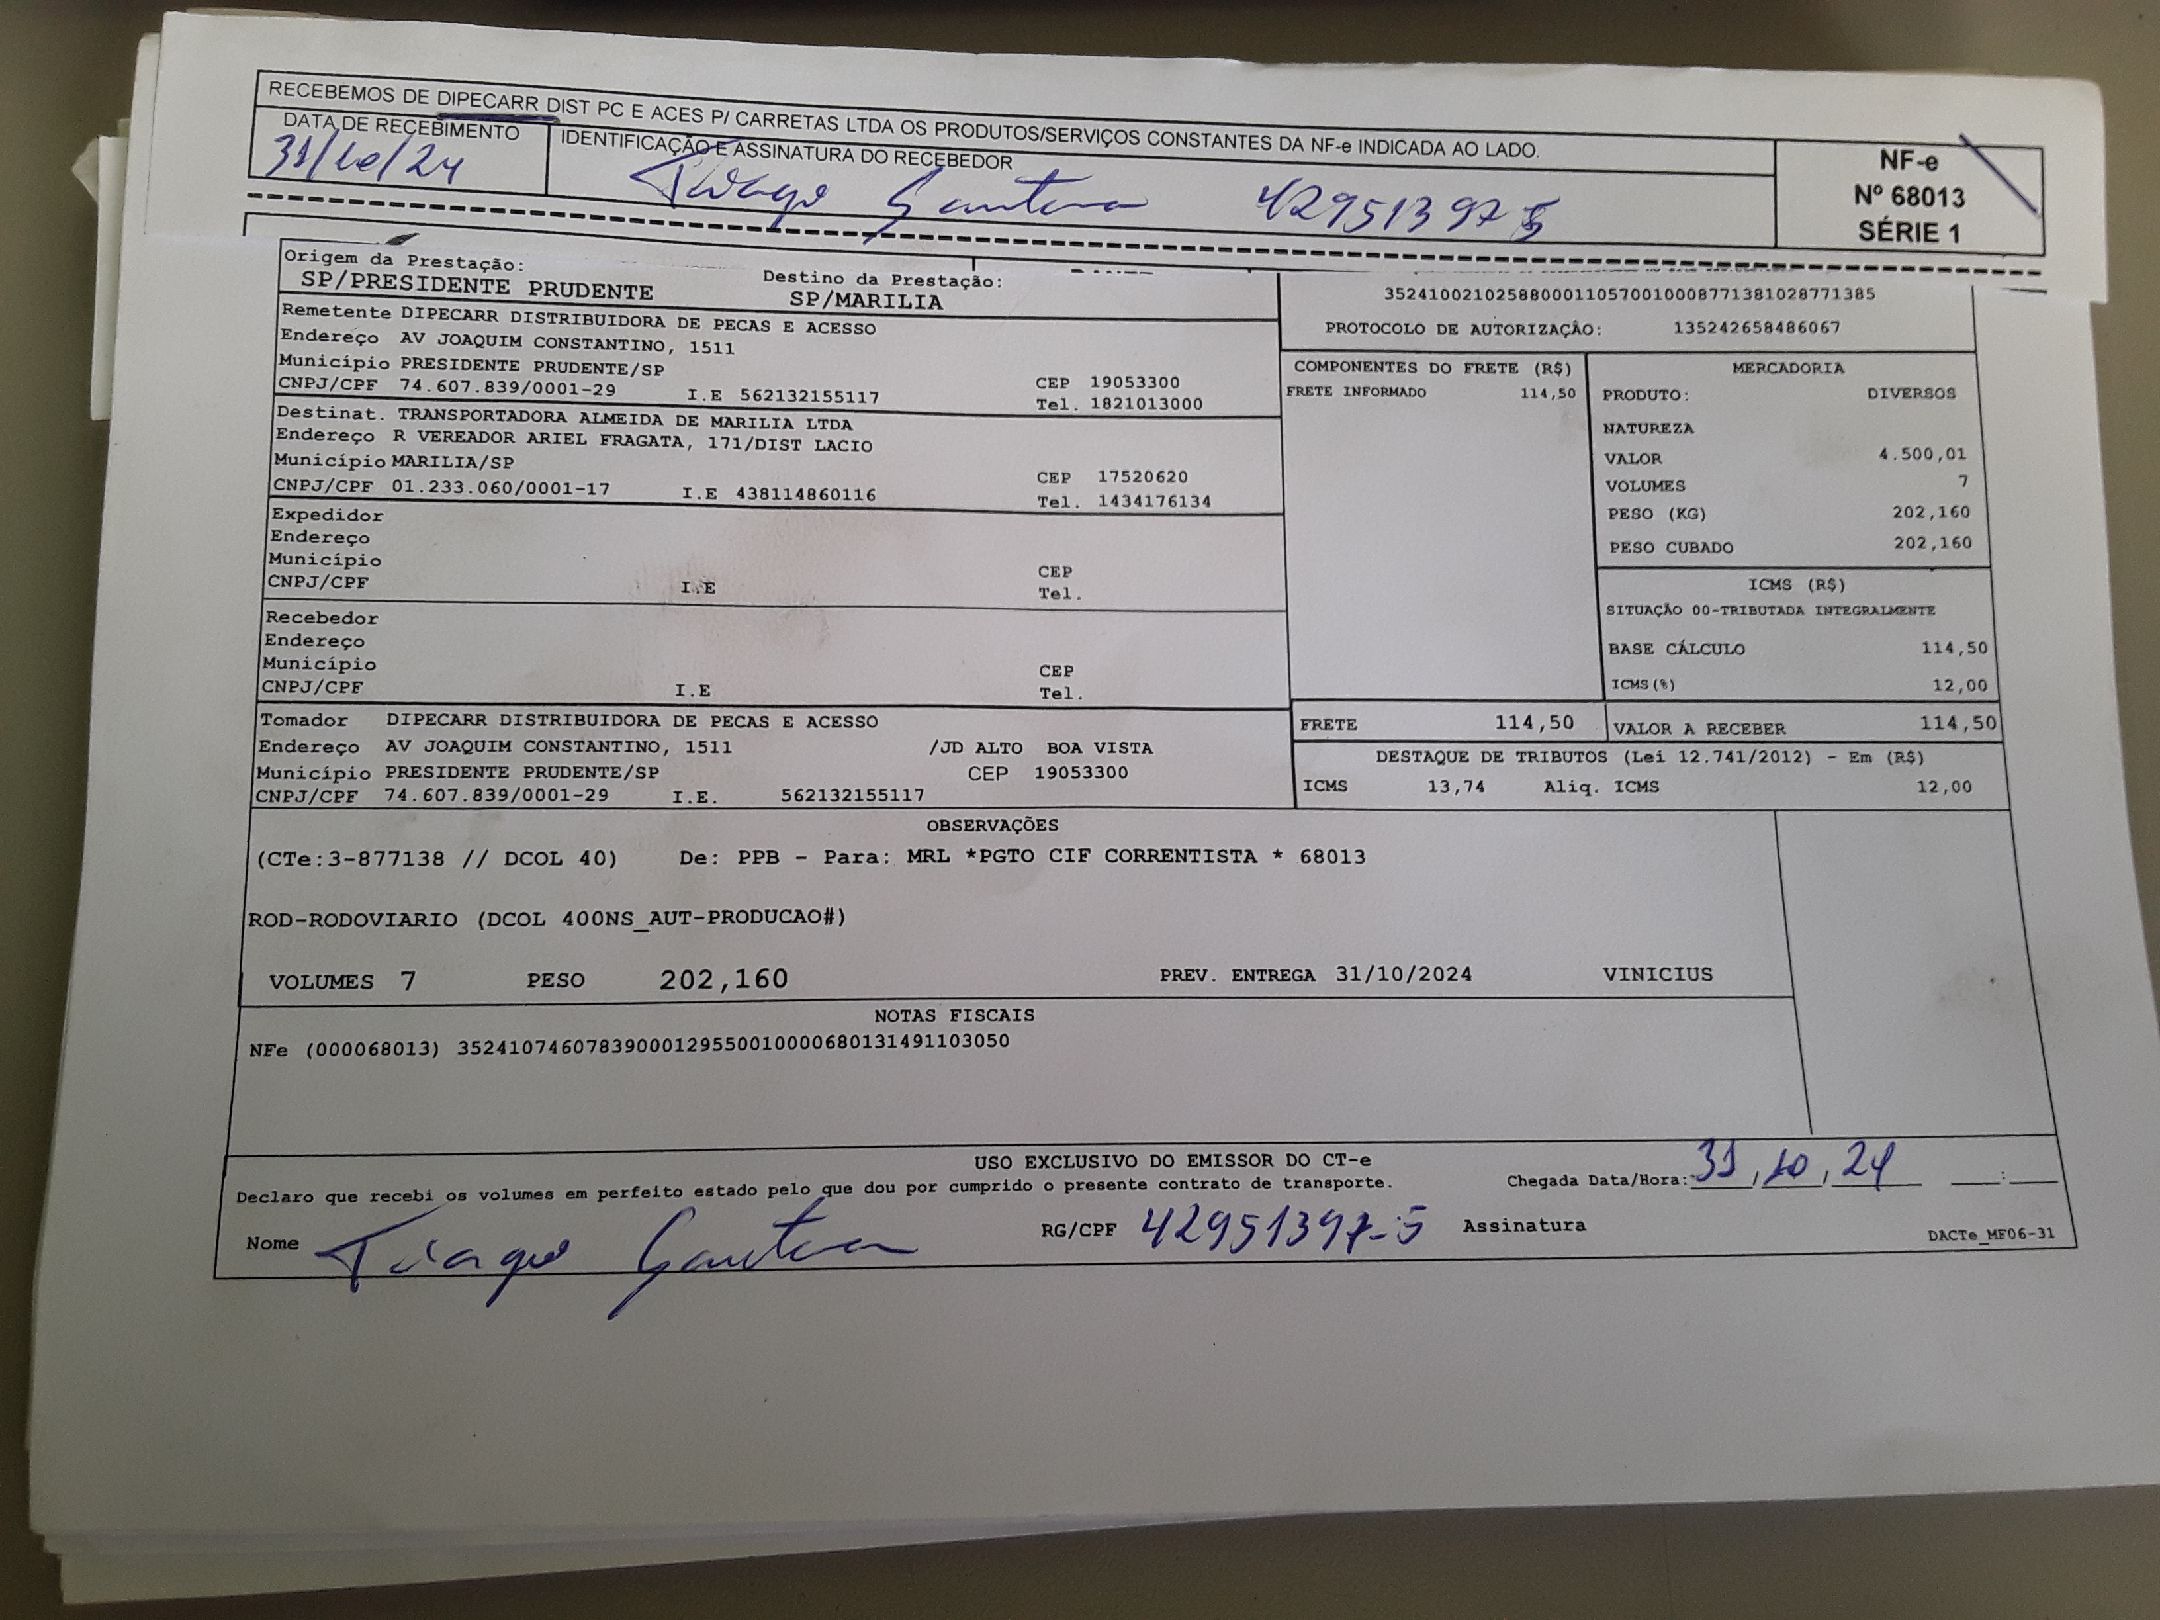 RECEBEMOS DE DIPECARR DIST PC E ACES P/ CARRETAS LTDA OS PRODUTOS/SERVIÇOS CONSTANTES DA NF-e INDICADA AO LADO.
DATA DE RECEBIMENTO IDENTIFICAÇÃO E ASSINATURA DO RECEBEDOR
31/10/24 Tiago Santana 42951397 5
NF-e
Nº 68013
SÉRIE 1
Origem da Prestação: Destino da Prestação:
SP/PRESIDENTE PRUDENTE SP/MARILIA
Remetente DIPECARR DISTRIBUIDORA DE PECAS E ACESSO
Endereço AV JOAQUIM CONSTANTINO, 1511
Município PRESIDENTE PRUDENTE/SP CEP 19053300
CNPJ/CPF 74.607.839/0001-29 I.E 562132155117 Tel. 1821013000
Destinat. TRANSPORTADORA ALMEIDA DE MARILIA LTDA
Endereço R VEREADOR ARIEL FRAGATA, 171/DIST LACIO
Município MARILIA/SP CEP 17520620
CNPJ/CPF 01.233.060/0001-17 I.E 438114860116 Tel. 1434176134
Expedidor
Endereço
Município CEP
CNPJ/CPF I.E Tel.
Recebedor
Endereço
Município CEP
CNPJ/CPF I.E Tel.
Tomador DIPECARR DISTRIBUIDORA DE PECAS E ACESSO
Endereço AV JOAQUIM CONSTANTINO, 1511 /JD ALTO BOA VISTA
Município PRESIDENTE PRUDENTE/SP CEP 19053300
CNPJ/CPF 74.607.839/0001-29 I.E. 562132155117
35241002102588000110570010008771381028771385
PROTOCOLO DE AUTORIZAÇÃO: 135242658486067
COMPONENTES DO FRETE (R$)
FRETE INFORMADO 114,50
MERCADORIA
PRODUTO: DIVERSOS
NATUREZA
VALOR 4.500,01
VOLUMES 7
PESO (KG) 202,160
PESO CUBADO 202,160
ICMS (R$)
SITUAÇÃO 00-TRIBUTADA INTEGRALMENTE
BASE CÁLCULO 114,50
ICMS(%) 12,00
FRETE 114,50 VALOR A RECEBER 114,50
DESTAQUE DE TRIBUTOS (Lei 12.741/2012) - Em (R$)
ICMS 13,74 Aliq. ICMS 12,00
OBSERVAÇÕES
(CTe:3-877138 // DCOL 40) De: PPB - Para: MRL *PGTO CIF CORRENTISTA * 68013
ROD-RODOVIARIO (DCOL 400NS_AUT-PRODUCAO#)
VOLUMES 7 PESO 202,160 PREV. ENTREGA 31/10/2024 VINICIUS
NOTAS FISCAIS
NFe (000068013) 35241074607839000129550010000680131491103050
USO EXCLUSIVO DO EMISSOR DO CT-e
Declaro que recebi os volumes em perfeito estado pelo que dou por cumprido o presente contrato de transporte. Chegada Data/Hora: 31/10/24 :
Nome Tiago Santana RG/CPF 42951397-5 Assinatura
DACTe_MF06-31